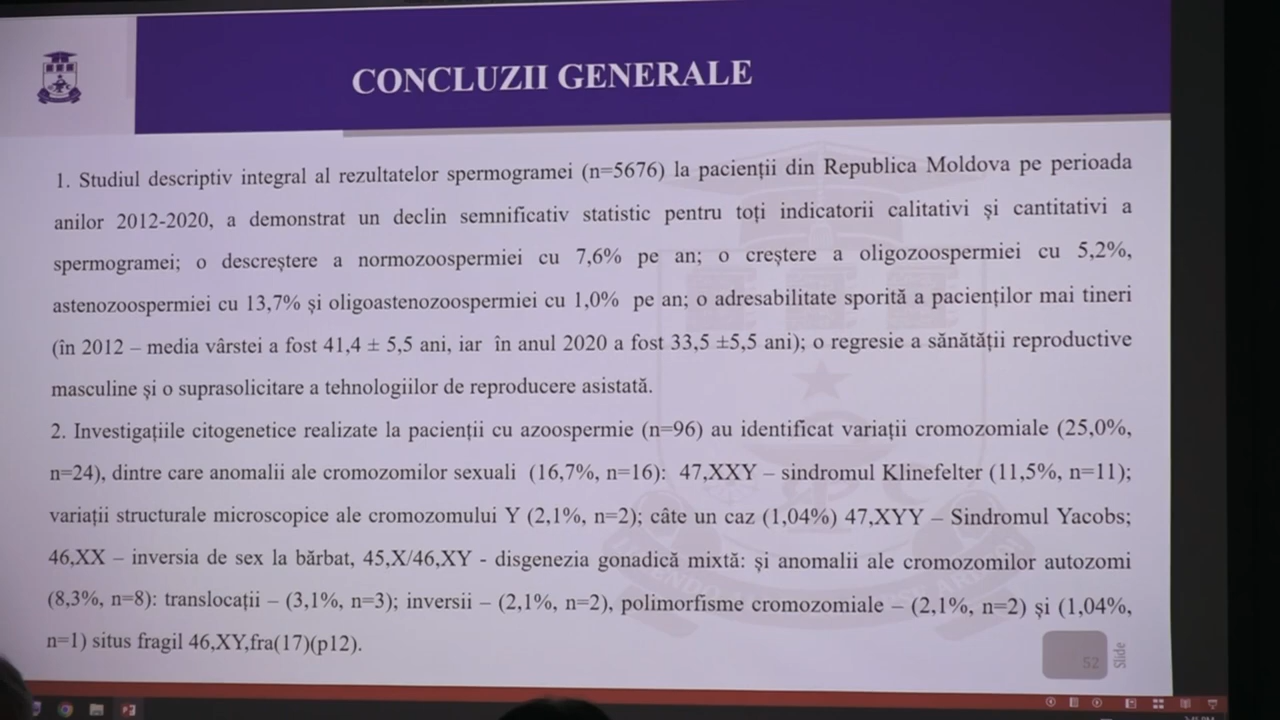 CONCLUZII GENERALE
1. Studiul descriptiv integral al rezultatelor spermogramei (n=5676) la pacienții din Republica Moldova pe perioada
anilor 2012-2020, a demonstrat un declin semnificativ statistic pentru toți indicatorii calitativi și cantitativi a
spermogramei; o descreștere a normozoospermiei cu 7,6% pe an; o creștere a oligozoospermiei cu 5,2%,
astenozoospermiei cu 13,7% și oligoastenozoospermiei cu 1,0% pe an; o adresabilitate sporită a pacienților mai tineri
(în 2012 – media vârstei a fost 41,4 ± 5,5 ani, iar în anul 2020 a fost 33,5 ±5,5 ani); o regresie a sănătății reproductive
masculine și o suprasolicitare a tehnologiilor de reproducere asistată.
2. Investigațiile citogenetice realizate la pacienții cu azoospermie (n=96) au identificat variații cromozomiale (25,0%,
n=24), dintre care anomalii ale cromozomilor sexuali (16,7%, n=16): 47,XXY – sindromul Klinefelter (11,5%, n=11);
variații structurale microscopice ale cromozomului Y (2,1%, n=2); câte un caz (1,04%) 47,XYY – Sindromul Yacobs;
46,XX – inversia de sex la bărbat, 45,X/46,XY - disgenezia gonadică mixtă: și anomalii ale cromozomilor autozomi
(8,3%, n=8): translocații – (3,1%, n=3); inversii – (2,1%, n=2), polimorfisme cromozomiale – (2,1%, n=2) și (1,04%,
n=1) situs fragil 46,XY,fra(17)(p12).
52
Slide